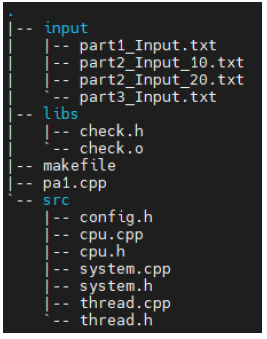 .
|-- input
|   |-- part1_Input.txt
|   |-- part2_Input_10.txt
|   |-- part2_Input_20.txt
|   `-- part3_Input.txt
|-- libs
|   |-- check.h
|   `-- check.o
|-- makefile
|-- pa1.cpp
`-- src
    |-- config.h
    |-- cpu.cpp
    |-- cpu.h
    |-- system.cpp
    |-- system.h
    |-- thread.cpp
    `-- thread.h